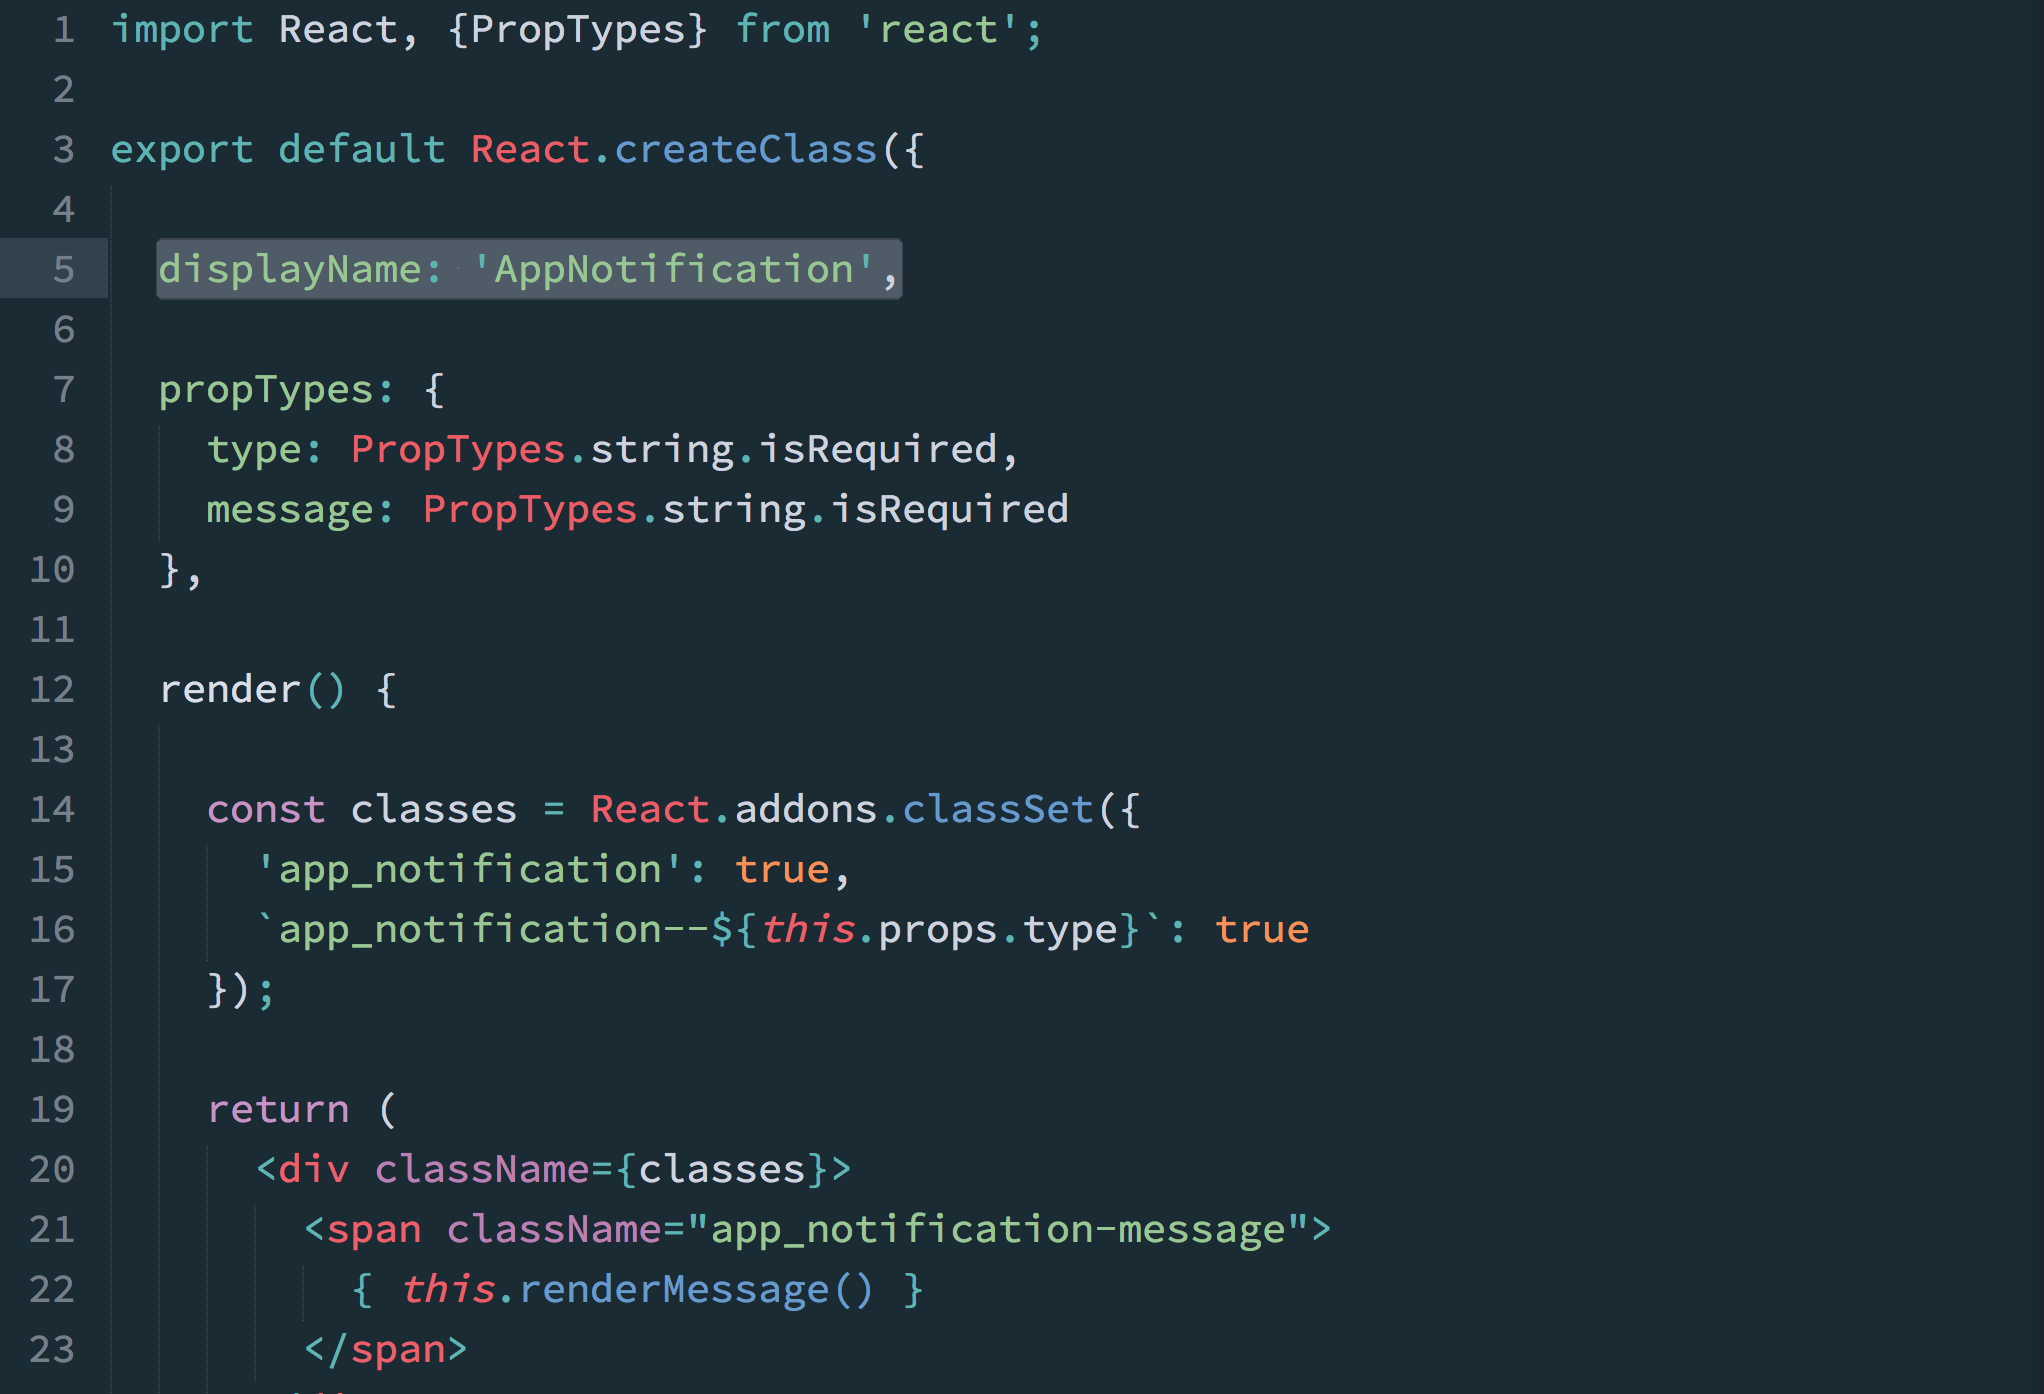 1 import React, {PropTypes} from 'react';
2
3 export default React.createClass({
4
5   displayName: 'AppNotification',
6
7   propTypes: {
8     type: PropTypes.string.isRequired,
9     message: PropTypes.string.isRequired
10   },
11
12   render() {
13
14     const classes = React.addons.classSet({
15       'app_notification': true,
16       `app_notification--${this.props.type}`: true
17     });
18
19     return (
20       <div className={classes}>
21         <span className="app_notification-message">
22           { this.renderMessage() }
23         </span>